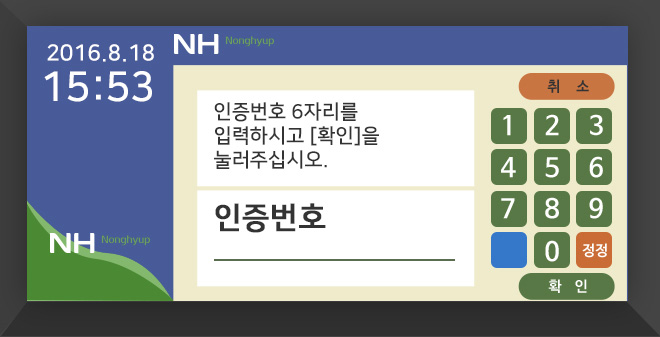 2016.8.18
15:53
NH Nonghyup
NH Nonghyup
인증번호 6자리를
입력하시고 [확인]을
눌러주십시오.
인증번호
취 소
1 2 3
4 5 6
7 8 9
0 정정
확 인